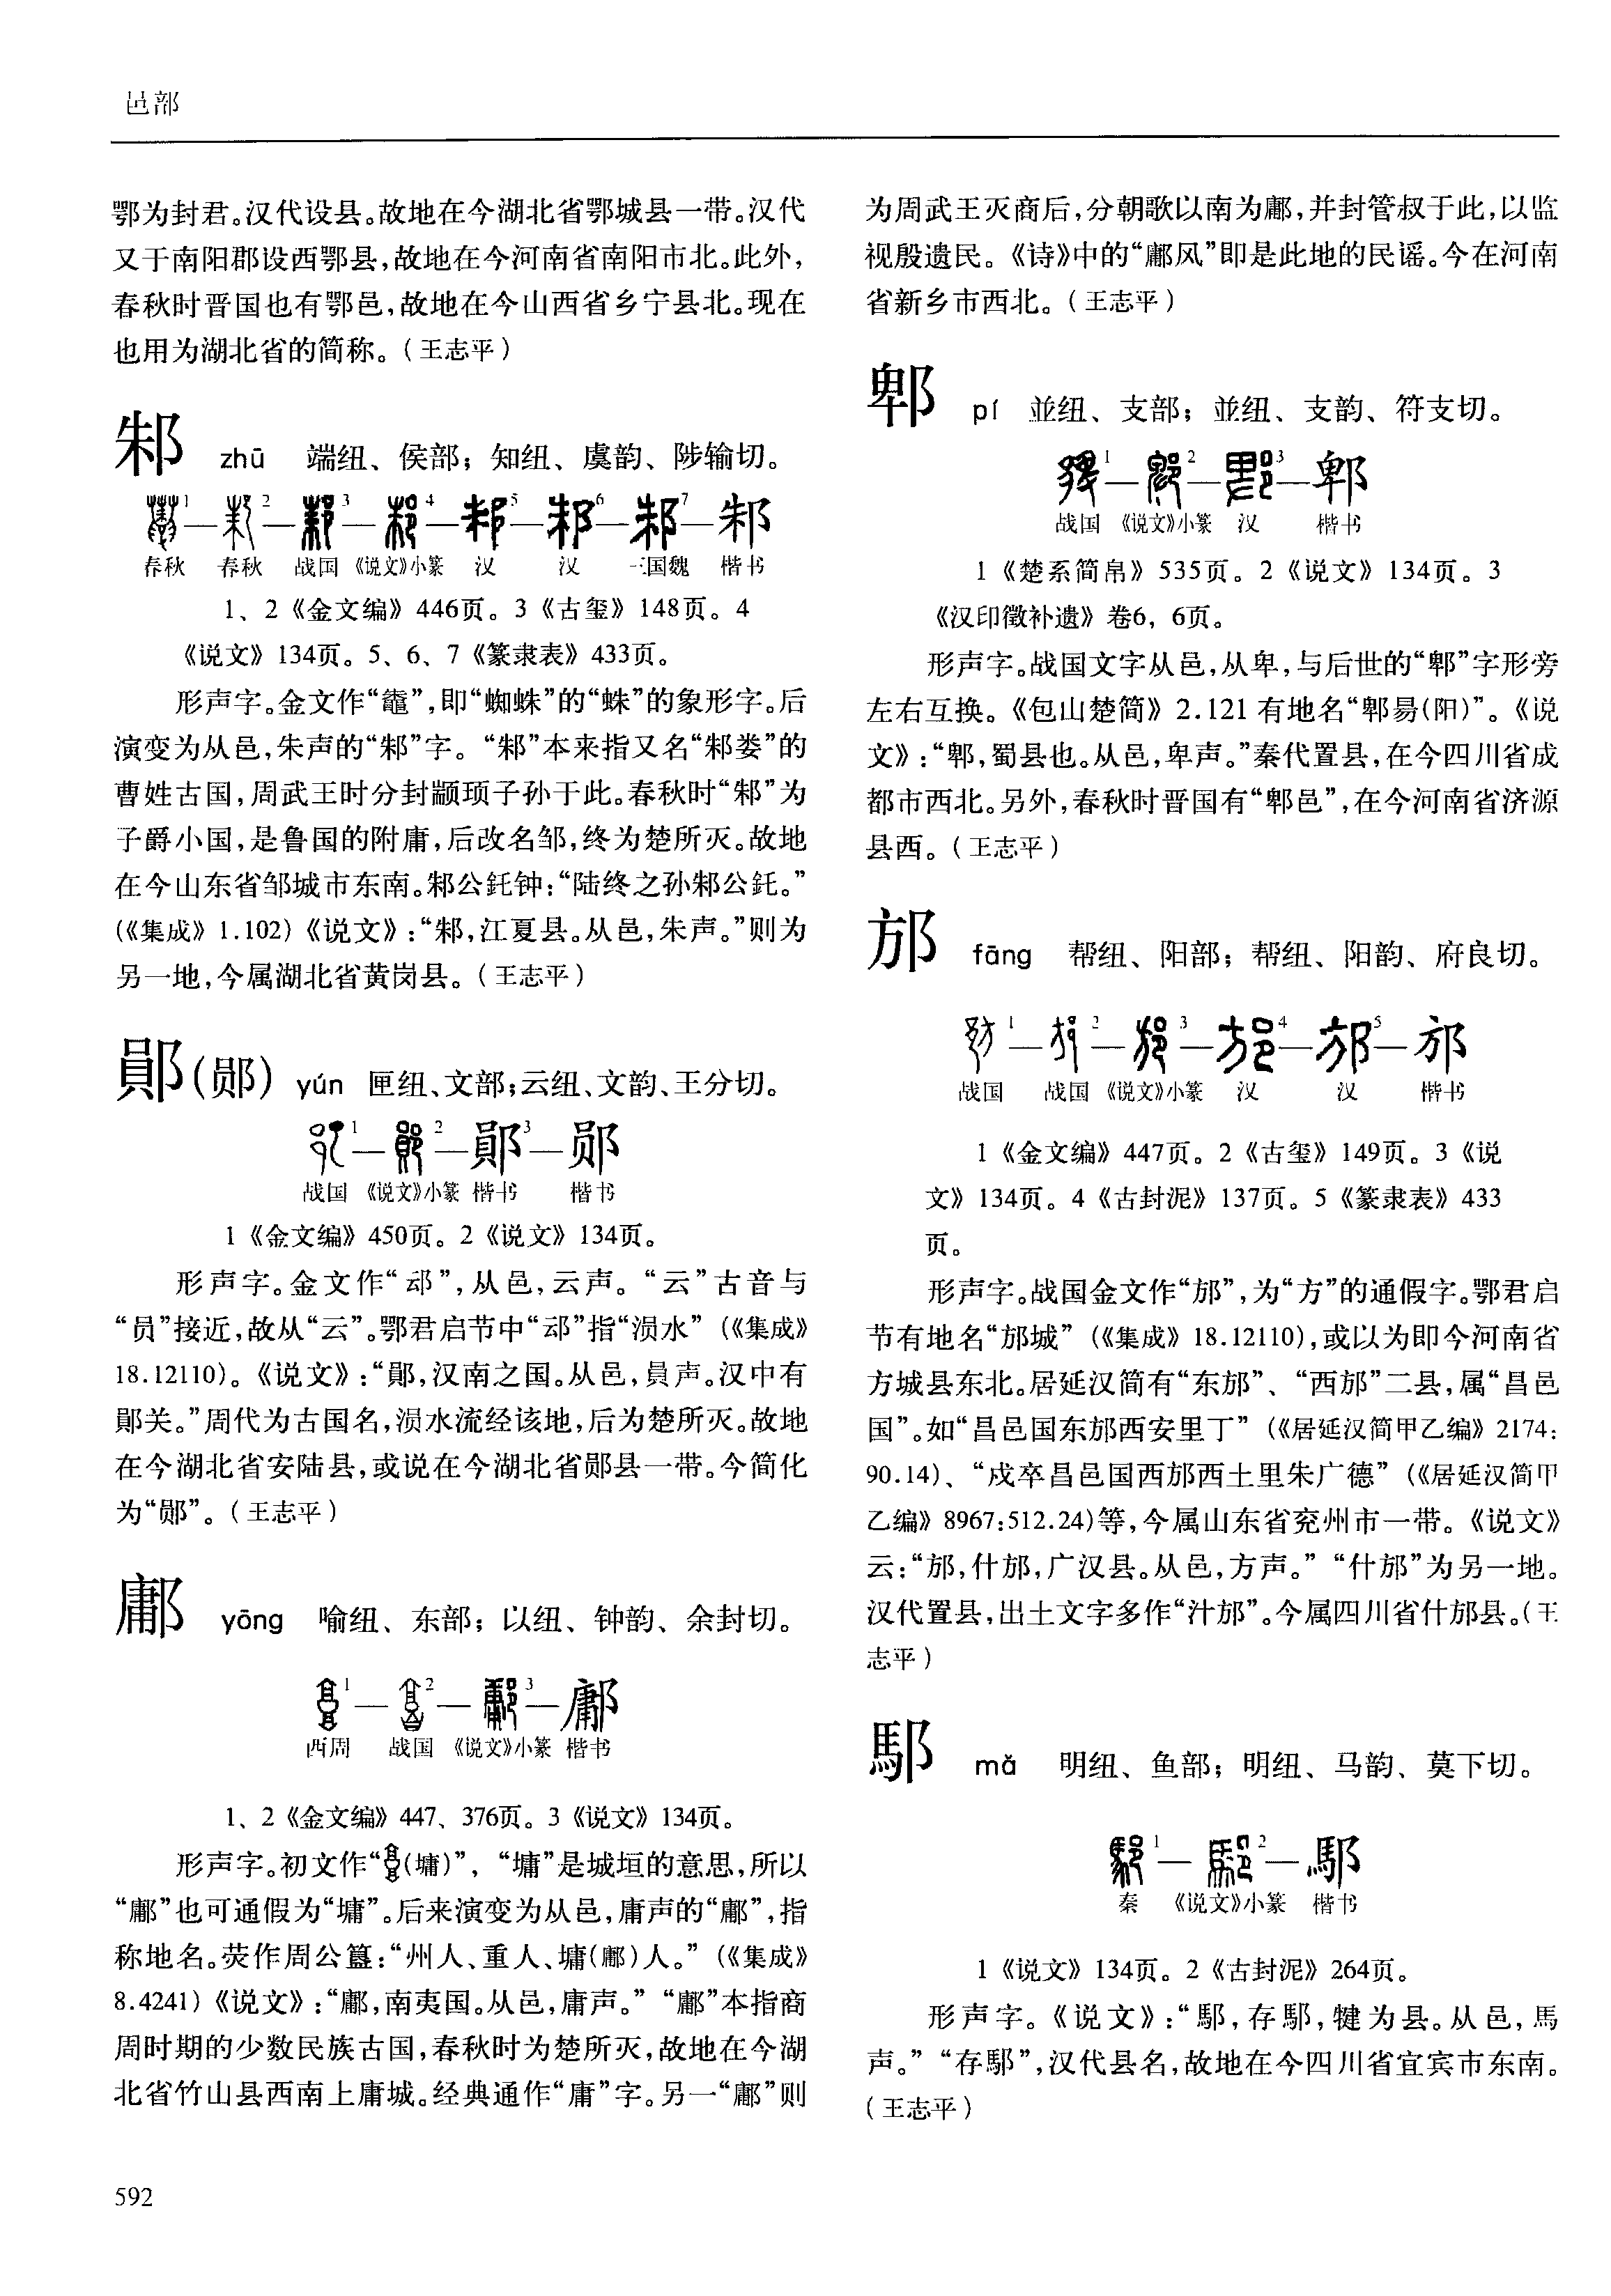 邑部
鄂为封君。汉代设县。故地在今湖北省鄂城县一带。汉代
又于南阳郡设西鄂县，故地在今河南省南阳市北。此外，
春秋时晋国也有鄂邑，故地在今山西省乡宁县北。现在
也用为湖北省的简称。（王志平）
邾 zhū 端纽、侯部；知纽、虞韵、陟输切。
1—2—3—4—5—6—7—邾
春秋 春秋 战国 《说文》小篆 汉 汉 三国魏 楷书
1、2《金文编》446页。3《古玺》148页。4
《说文》134页。5、6、7《篆隶表》433页。
形声字。金文作“鼄”，即“蜘蛛”的“蛛”的象形字。后
演变为从邑，朱声的“邾”字。“邾”本来指又名“邾娄”的
曹姓古国，周武王时分封颛顼子孙于此。春秋时“邾”为
子爵小国，是鲁国的附庸，后改名邹，终为楚所灭。故地
在今山东省邹城市东南。邾公釛钟：“陆终之孙邾公釛。”
（《集成》1.102）《说文》：“邾，江夏县。从邑，朱声。”则为
另一地，今属湖北省黄岗县。（王志平）
鄖（郧） yún 匣纽、文部；云纽、文韵、王分切。
1—2—鄖3—郧
战国 《说文》小篆 楷书 楷书
1《金文编》450页。2《说文》134页。
形声字。金文作“䢵”，从邑，云声。“云”古音与
“员”接近，故从“云”。鄂君启节中“䢵”指“涢水”（《集成》
18.12110）。《说文》：“鄖，汉南之国。从邑，員声。汉中有
鄖关。”周代为古国名，涢水流经该地，后为楚所灭。故地
在今湖北省安陆县，或说在今湖北省郧县一带。今简化
为“郧”。（王志平）
鄘 yōng 喻纽、东部；以纽、钟韵、余封切。
1—2—3—鄘
西周 战国 《说文》小篆 楷书
1、2《金文编》447、376页。3《说文》134页。
形声字。初文作“（墉）”，“墉”是城垣的意思，所以
“鄘”也可通假为“墉”。后来演变为从邑，庸声的“鄘”，指
称地名。荧作周公簋：“州人、重人、墉（鄘）人。”（《集成》
8.4241）《说文》：“鄘，南夷国。从邑，庸声。”“鄘”本指商
周时期的少数民族古国，春秋时为楚所灭，故地在今湖
北省竹山县西南上庸城。经典通作“庸”字。另一“鄘”则
为周武王灭商后，分朝歌以南为鄘，并封管叔于此，以监
视殷遗民。《诗》中的“鄘风”即是此地的民谣。今在河南
省新乡市西北。（王志平）
郫 pí 並纽、支部；並纽、支韵、符支切。
1—2—3—郫
战国 《说文》小篆 汉 楷书
1《楚系简帛》535页。2《说文》134页。3
《汉印徵补遗》卷6，6页。
形声字。战国文字从邑，从卑，与后世的“郫”字形旁
左右互换。《包山楚简》2.121有地名“郫昜（阳）”。《说
文》：“郫，蜀县也。从邑，卑声。”秦代置县，在今四川省成
都市西北。另外，春秋时晋国有“郫邑”，在今河南省济源
县西。（王志平）
邡 fāng 帮纽、阳部；帮纽、阳韵、府良切。
1—2—3—4—5—邡
战国 战国 《说文》小篆 汉 汉 楷书
1《金文编》447页。2《古玺》149页。3《说
文》134页。4《古封泥》137页。5《篆隶表》433
页。
形声字。战国金文作“邡”，为“方”的通假字。鄂君启
节有地名“邡城”（《集成》18.12110），或以为即今河南省
方城县东北。居延汉简有“东邡”、“西邡”二县，属“昌邑
国”。如“昌邑国东邡西安里丁”（《居延汉简甲乙编》2174：
90.14）、“戍卒昌邑国西邡西土里朱广德”（《居延汉简甲
乙编》8967:512.24）等，今属山东省兖州市一带。《说文》
云：“邡，什邡，广汉县。从邑，方声。”“什邡”为另一地。
汉代置县，出土文字多作“汁邡”。今属四川省什邡县。（王
志平）
䣕 mǎ 明纽、鱼部；明纽、马韵、莫下切。
1—2—䣕
秦 《说文》小篆 楷书
1《说文》134页。2《古封泥》264页。
形声字。《说文》：“䣕，存䣕，犍为县。从邑，馬
声。”“存䣕”，汉代县名，故地在今四川省宜宾市东南。
（王志平）
592